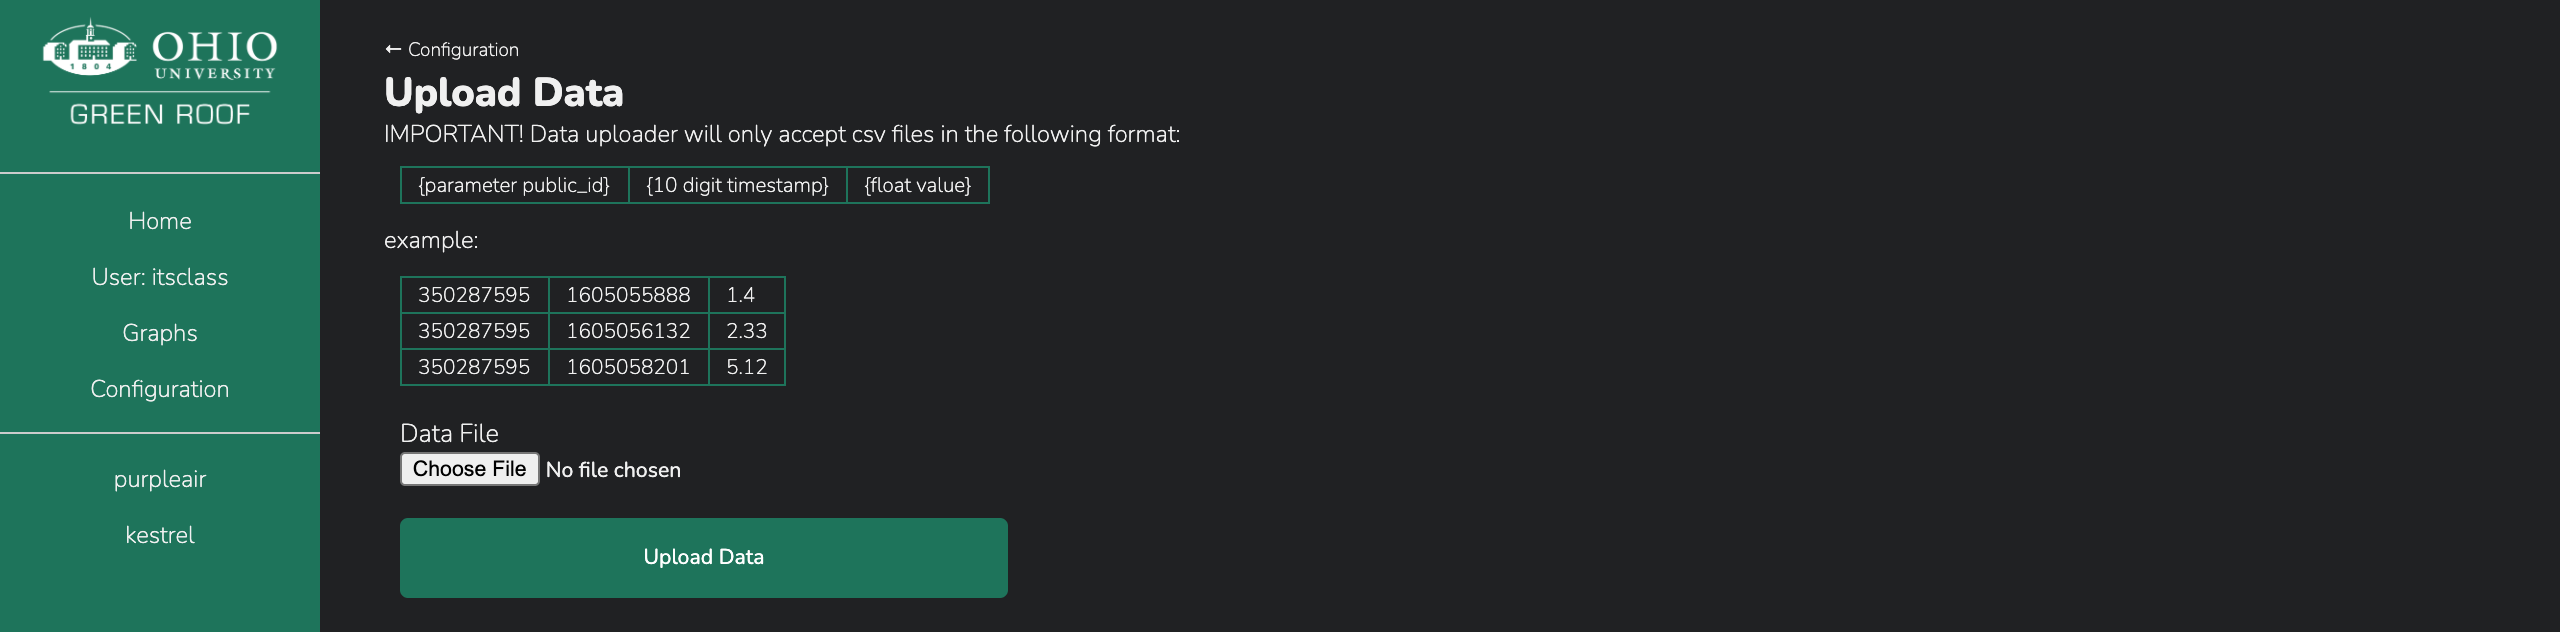 OHIO
UNIVERSITY
1804
GREEN ROOF
Home
User: itsclass
Graphs
Configuration
purpleair
kestrel
← Configuration
Upload Data
IMPORTANT! Data uploader will only accept csv files in the following format:
{parameter public_id} {10 digit timestamp} {float value}
example:
350287595 1605055888 1.4
350287595 1605056132 2.33
350287595 1605058201 5.12
Data File
Choose File No file chosen
Upload Data